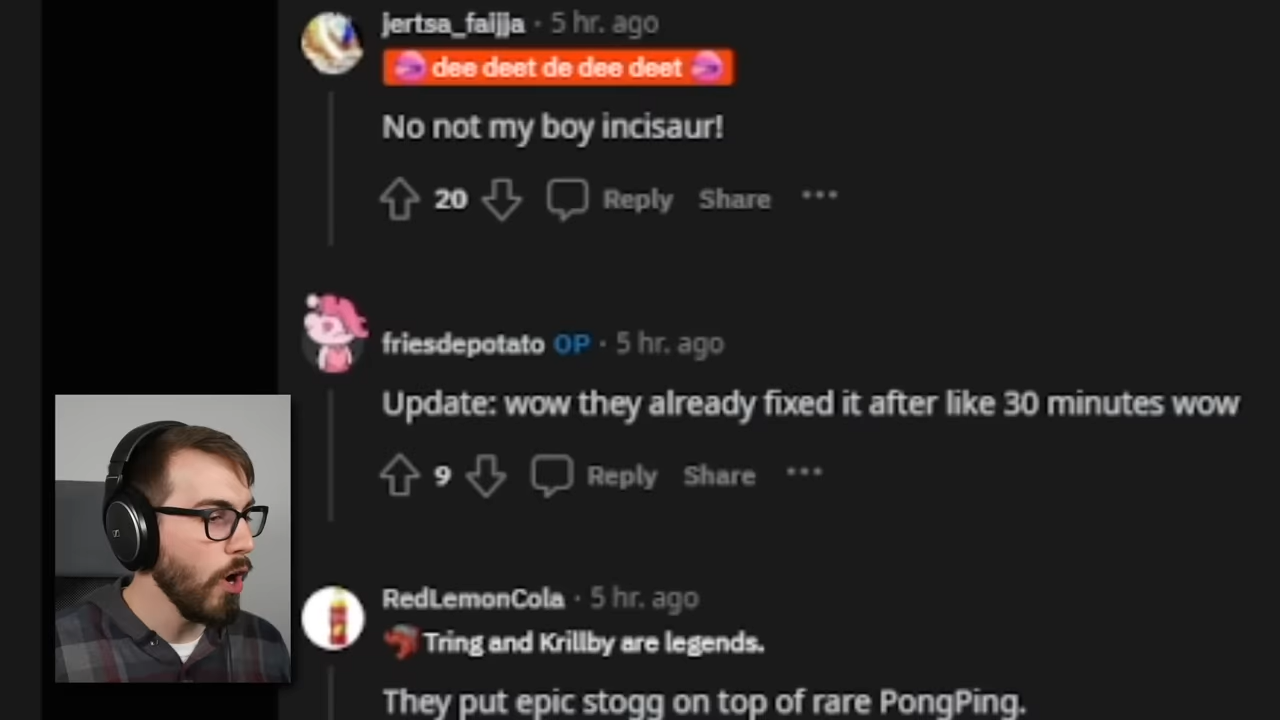 jertsa_faijja · 5 hr. ago
dee deet de dee deet
No not my boy incisaur!
20 Reply Share ...
friesdepotato OP · 5 hr. ago
Update: wow they already fixed it after like 30 minutes wow
9 Reply Share ...
RedLemonCola · 5 hr. ago
Tring and Krillby are legends.
They put epic stogg on top of rare PongPing.